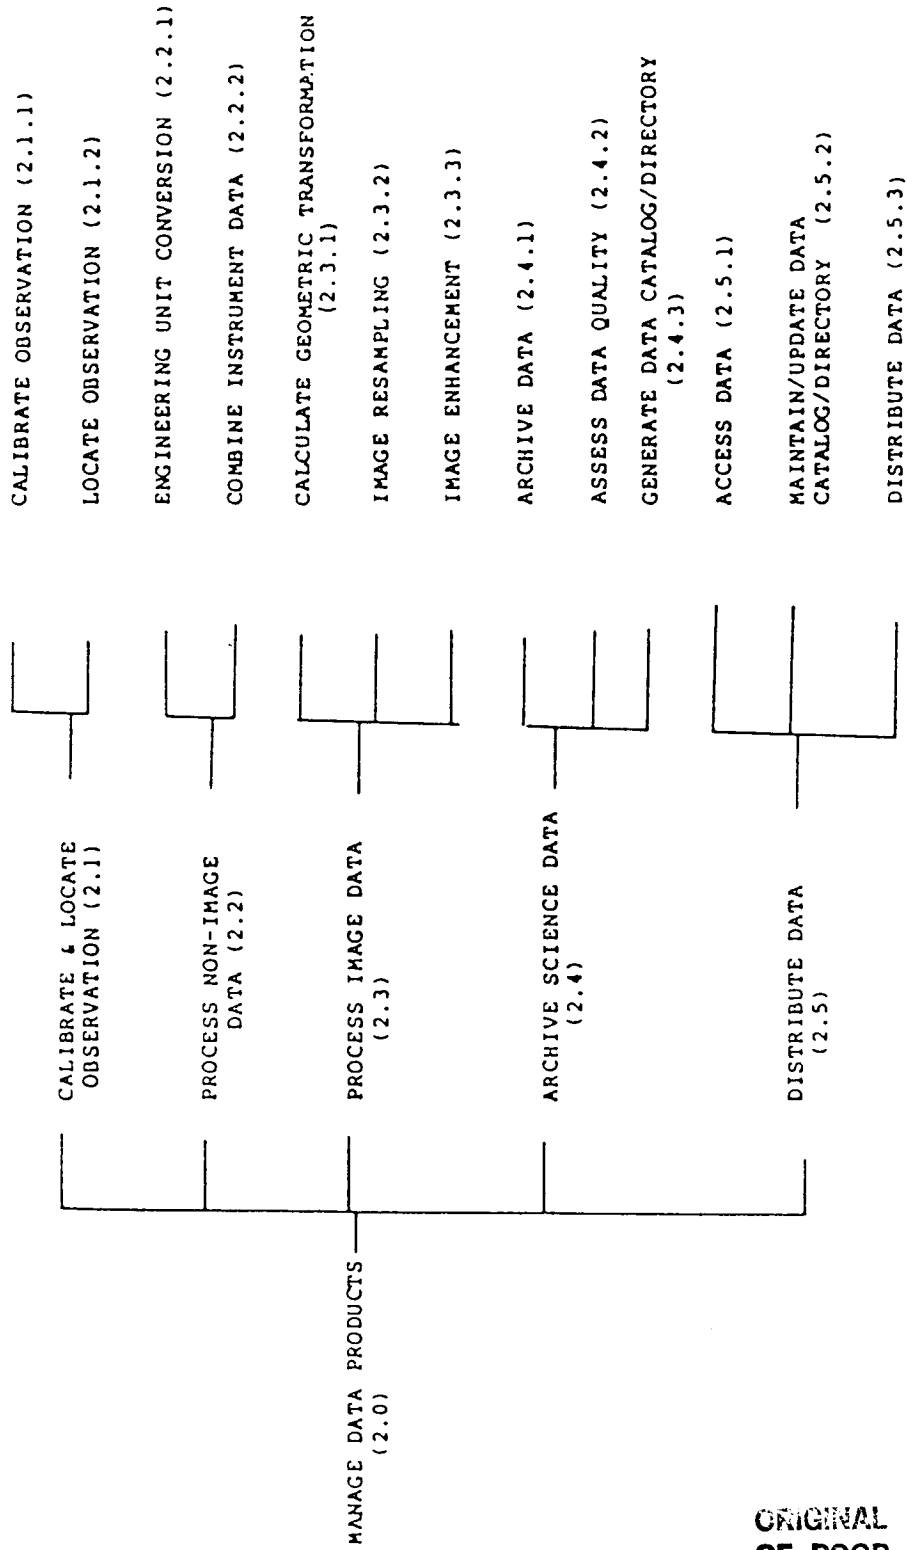 MANAGE DATA PRODUCTS
(2.0)
CALIBRATE & LOCATE
OBSERVATION (2.1)
CALIBRATE OBSERVATION (2.1.1)
LOCATE OBSERVATION (2.1.2)
PROCESS NON-IMAGE
DATA (2.2)
ENGINEERING UNIT CONVERSION (2.2.1)
COMBINE INSTRUMENT DATA (2.2.2)
PROCESS IMAGE DATA
(2.3)
CALCULATE GEOMETRIC TRANSFORMATION
(2.3.1)
IMAGE RESAMPLING (2.3.2)
IMAGE ENHANCEMENT (2.3.3)
ARCHIVE SCIENCE DATA
(2.4)
ARCHIVE DATA (2.4.1)
ASSESS DATA QUALITY (2.4.2)
GENERATE DATA CATALOG/DIRECTORY
(2.4.3)
DISTRIBUTE DATA
(2.5)
ACCESS DATA (2.5.1)
MAINTAIN/UPDATE DATA
CATALOG/DIRECTORY (2.5.2)
DISTRIBUTE DATA (2.5.3)
ORIGINAL
OF POOR